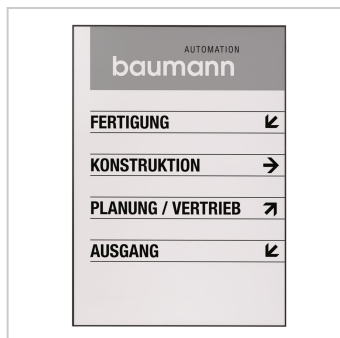 AUTOMATION
baumann
FERTIGUNG ↙
KONSTRUKTION →
PLANUNG / VERTRIEB ↗
AUSGANG ↙